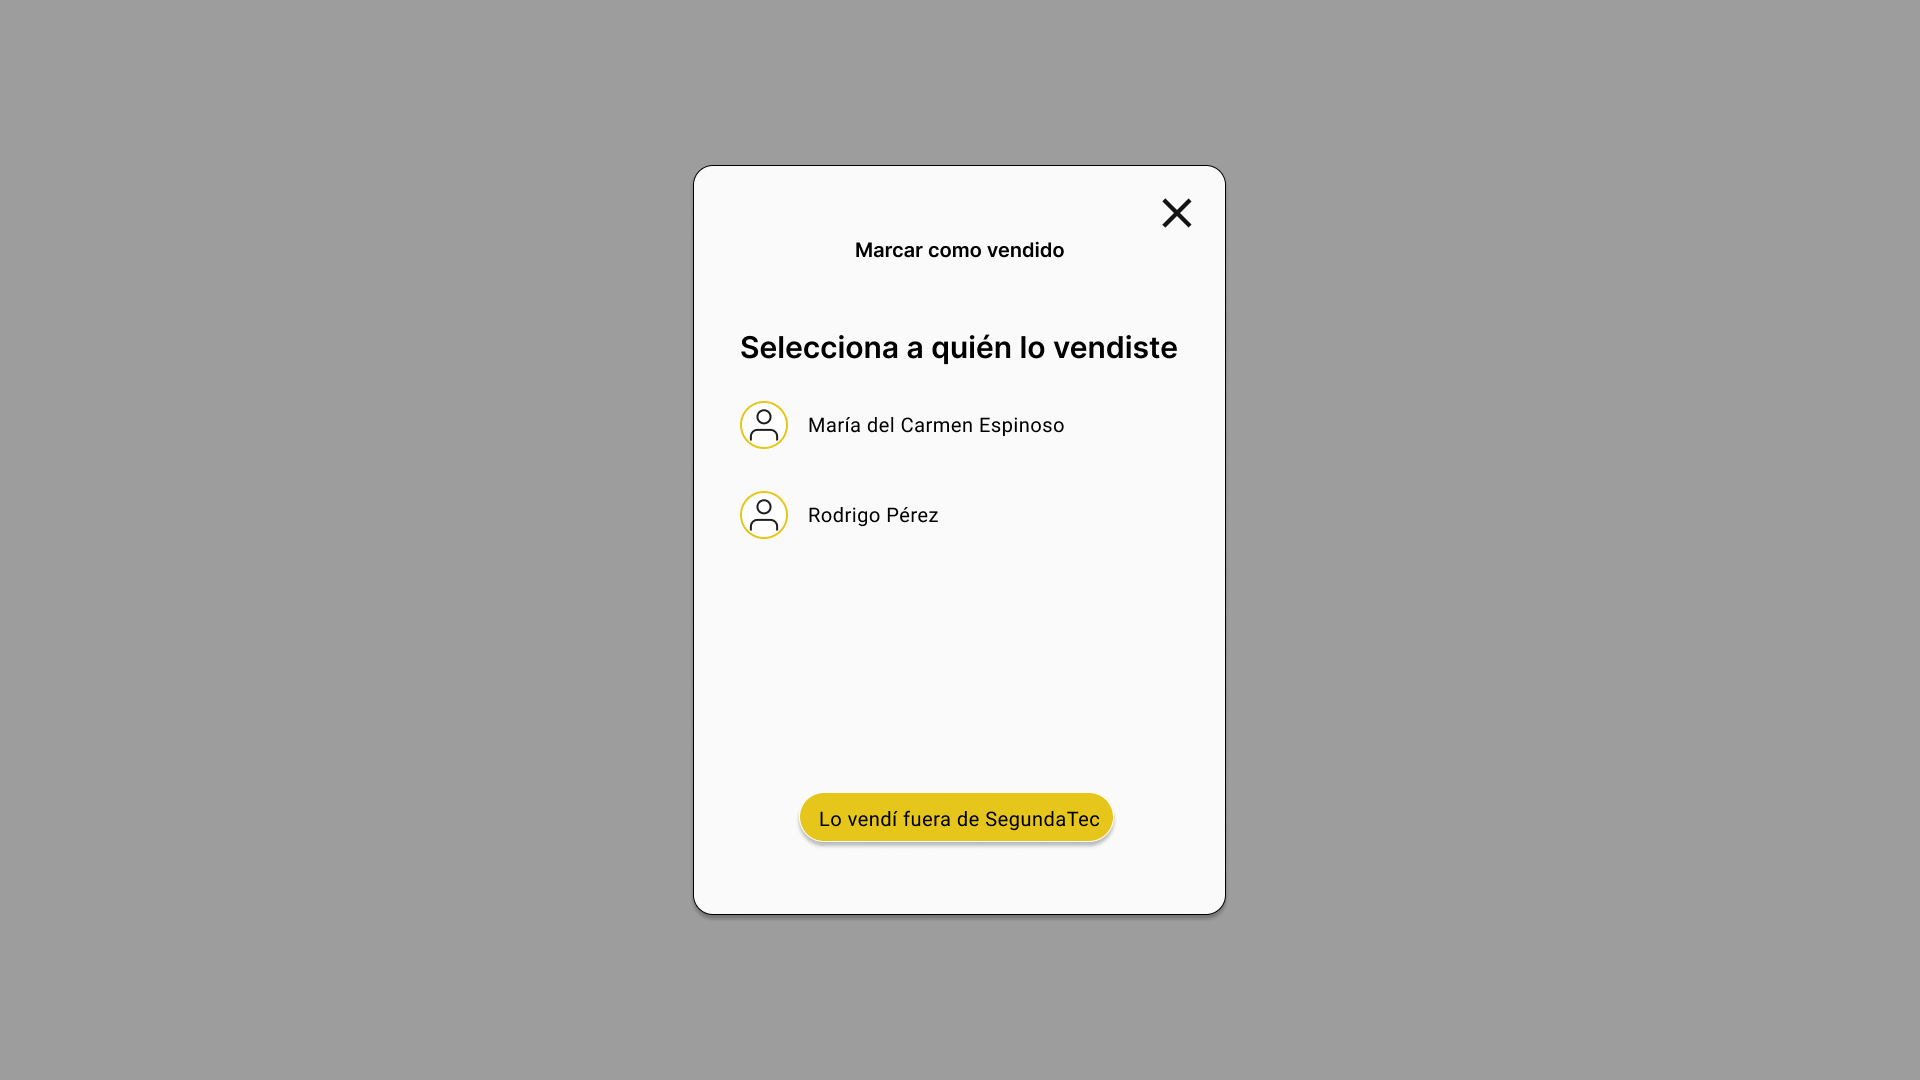 Marcar como vendido
Selecciona a quién lo vendiste
María del Carmen Espinoso
Rodrigo Pérez
Lo vendí fuera de SegundaTec